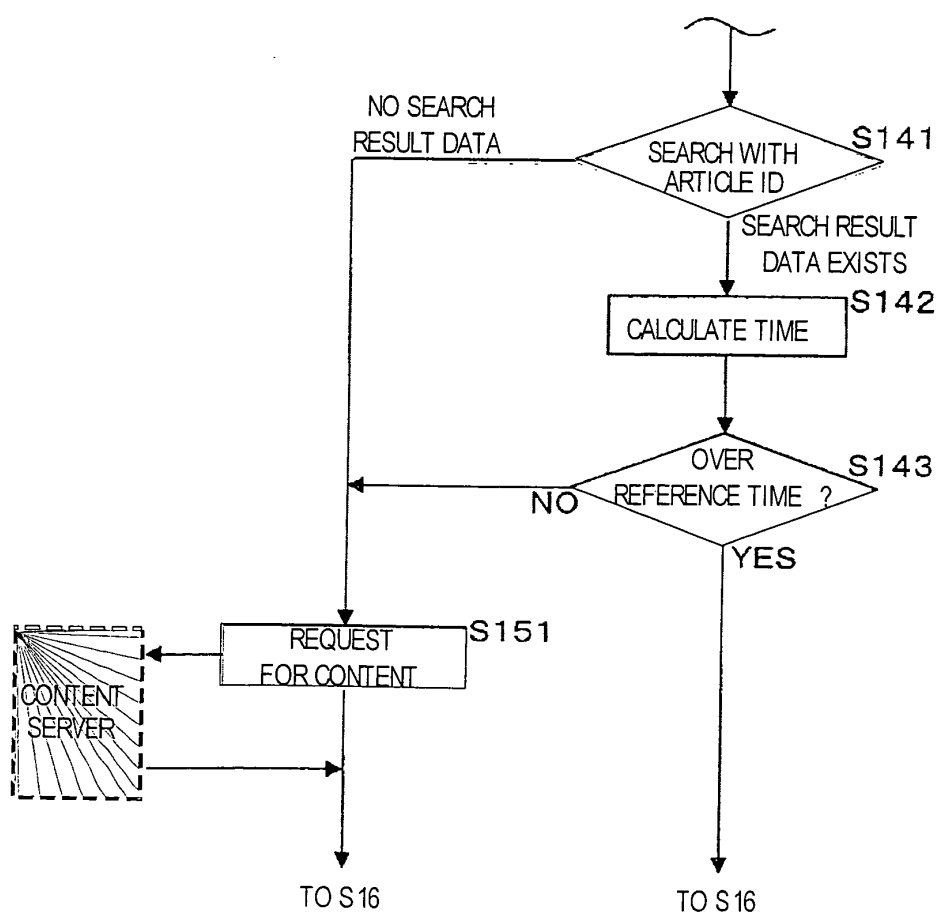 NO SEARCH
RESULT DATA
S141
SEARCH WITH
ARTICLE ID
SEARCH RESULT
DATA EXISTS
S142
CALCULATE TIME
S143
OVER
REFERENCE TIME ?
NO
YES
S151
REQUEST
FOR CONTENT
CONTENT
SERVER
TO S16
TO S16